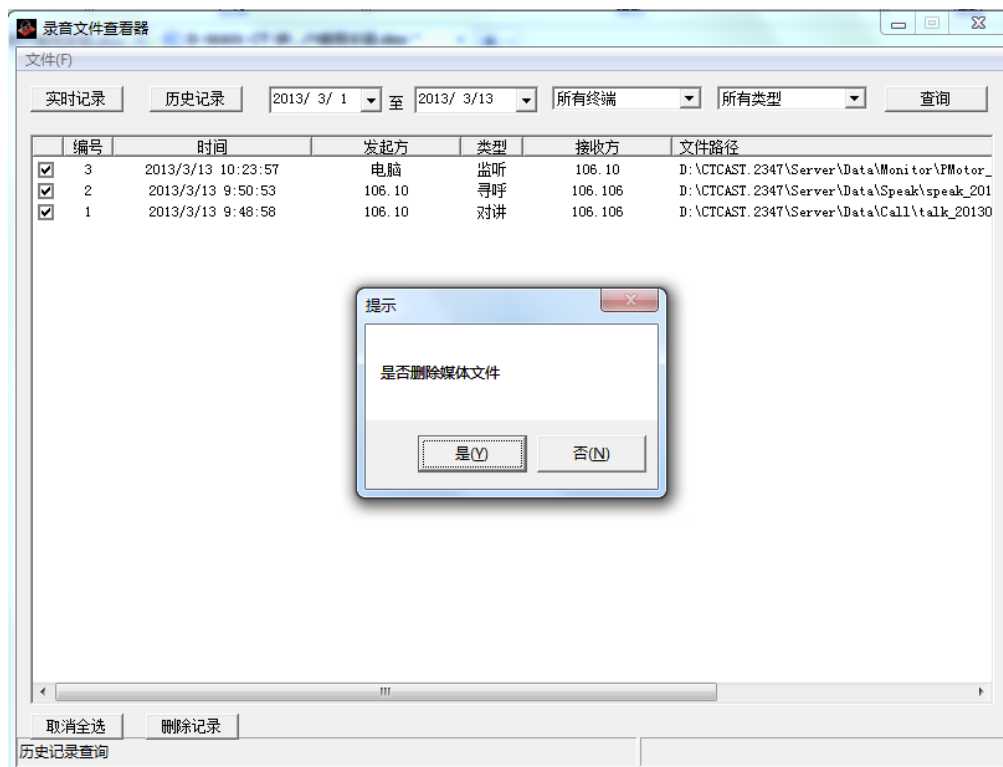 录音文件查看器
文件(F)
实时记录 历史记录 2013/ 3/ 1 至 2013/ 3/13 所有终端 所有类型 查询
编号 时间 发起方 类型 接收方 文件路径
3 2013/3/13 10:23:57 电脑 监听 106.10 D:\CTCAST.2347\Server\Data\Monitor\PMotor_
2 2013/3/13 9:50:53 106.10 寻呼 106.106 D:\CTCAST.2347\Server\Data\Speak\speak_201
1 2013/3/13 9:48:58 106.10 对讲 106.106 D:\CTCAST.2347\Server\Data\Call\talk_20130
提示
是否删除媒体文件
是(Y) 否(N)
取消全选 删除记录
历史记录查询